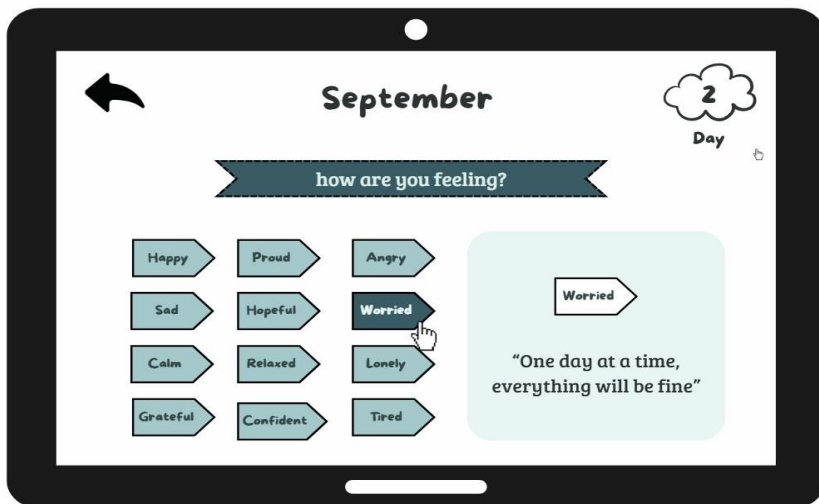 September
2
Day
how are you feeling?
Happy
Proud
Angry
Sad
Hopeful
Worried
Calm
Relaxed
Lonely
Grateful
Confident
Tired
Worried
“One day at a time,
everything will be fine”